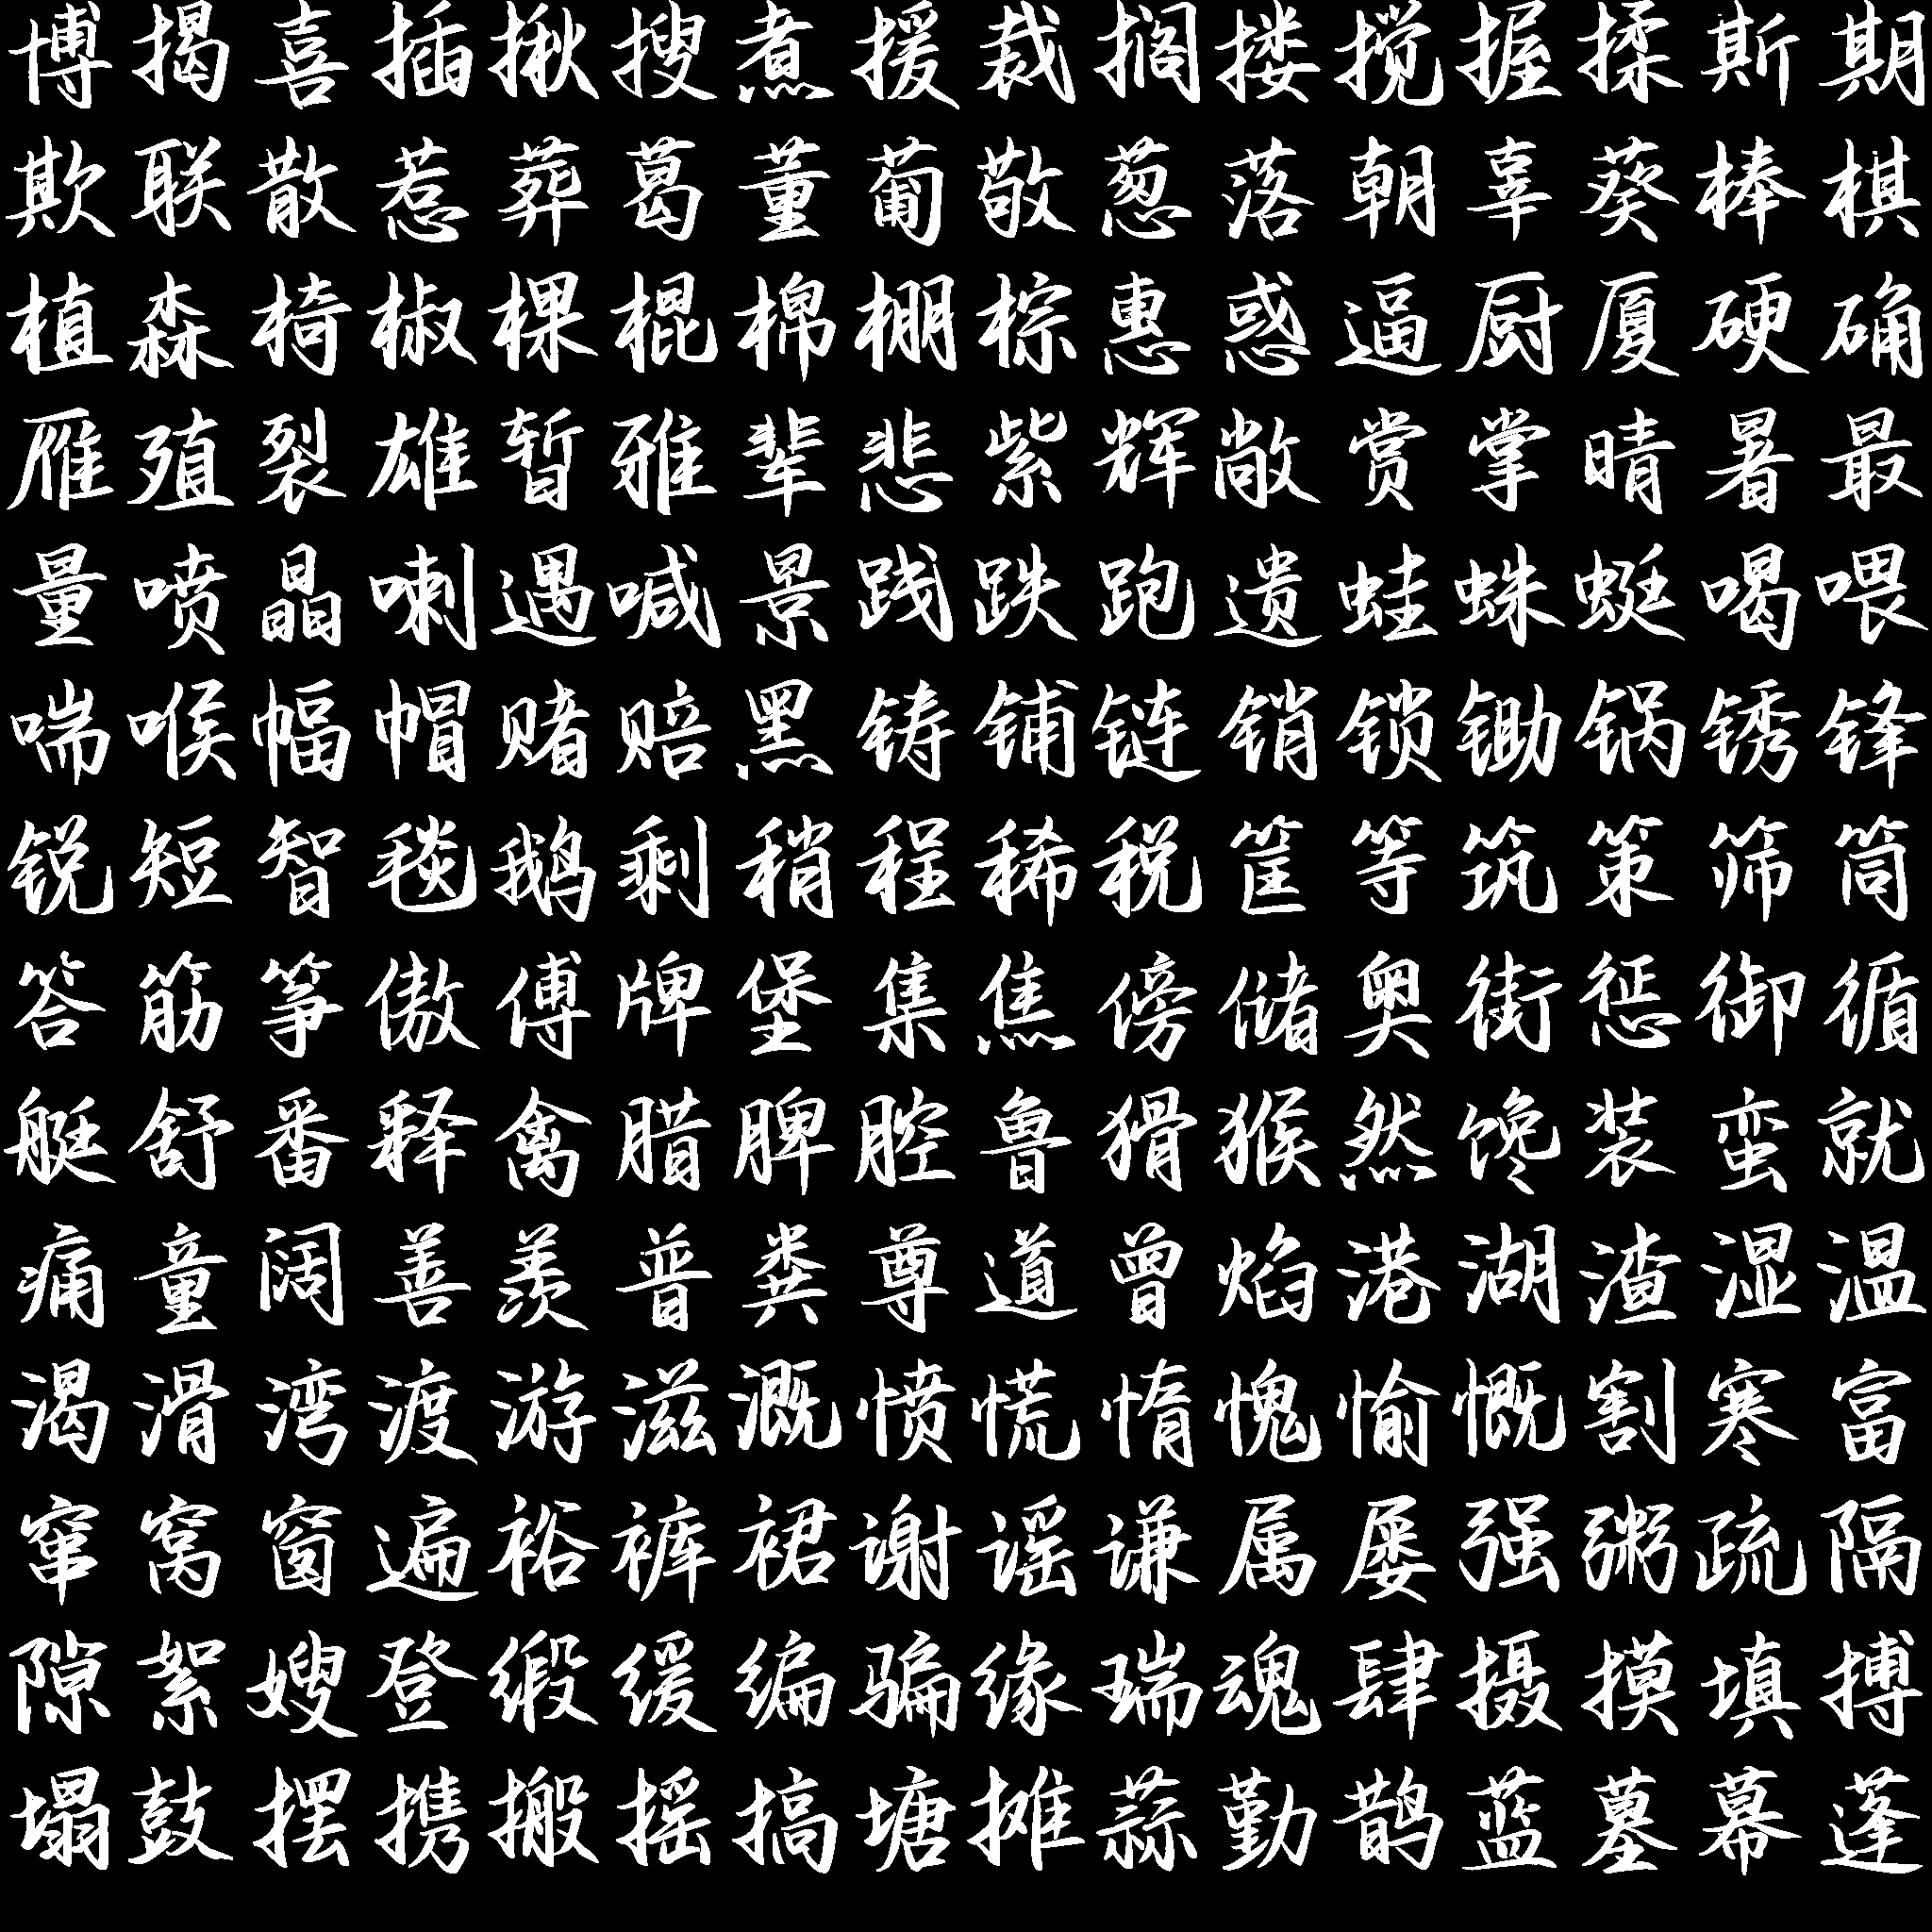 博揭喜插揪搜煮援裁搁搂搅握揉斯期
欺联散惹葬葛董葡敬葱落朝辜葵棒棋
植森椅椒棵棍棉棚棕惠惑逼厨厦硬确
雁殖裂雄暂雅辈悲紫辉敞赏掌晴暑最
量喷晶喇遇喊景践跌跑遗蛙蛛蜓喝喂
喘喉幅帽赌赔黑铸铺链销锁锄锅锈锋
锐短智毯鹅剩稍程稀税筐等筑策筛筒
答筋筝傲傅牌堡集焦傍储奥街惩御循
艇舒番释禽腊脾腔鲁猾猴然馋装蛮就
痛童阔善羡普粪尊道曾焰港湖渣湿温
渴滑湾渡游滋溉愤慌惰愧愉慨割寒富
窜窝窗遍裕裤裙谢谣谦属屡强粥疏隔
隙絮嫂登缎缓编骗缘瑞魂肆摄摸填搏
塌鼓摆携搬摇搞塘摊蒜勤鹊蓝墓幕蓬